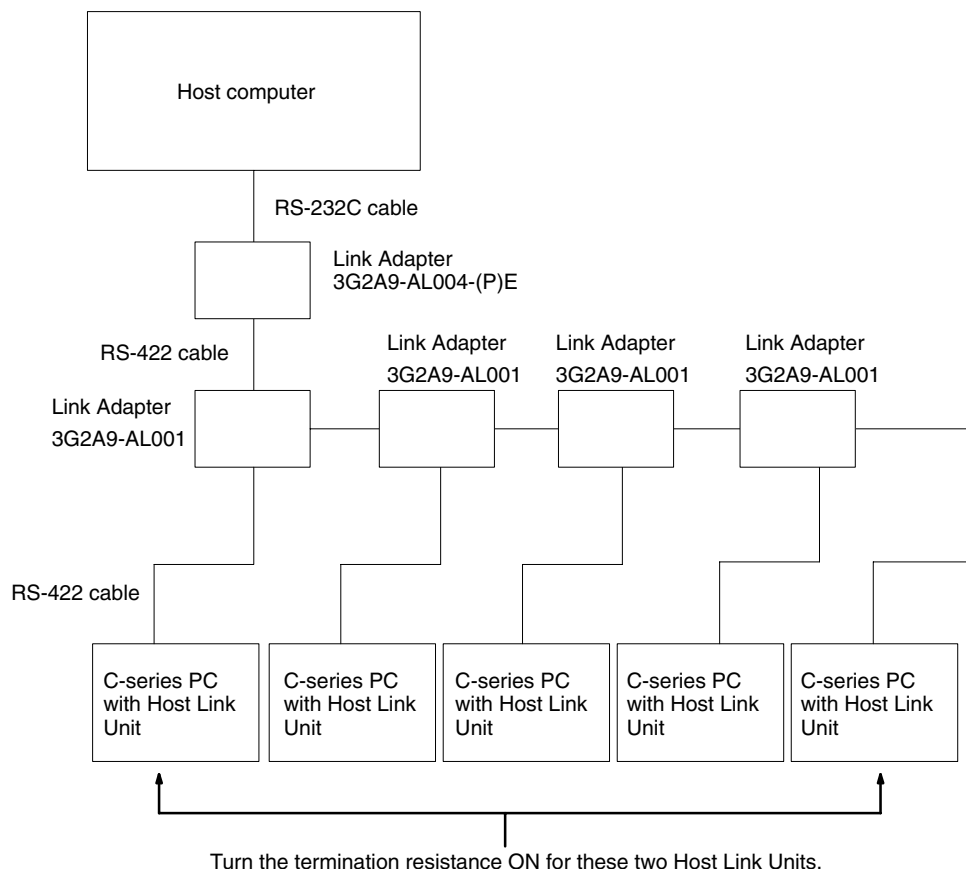 Host computer
RS-232C cable
Link Adapter
3G2A9-AL004-(P)E
RS-422 cable
Link Adapter
3G2A9-AL001
Link Adapter
3G2A9-AL001
Link Adapter
3G2A9-AL001
Link Adapter
3G2A9-AL001
RS-422 cable
C-series PC
with Host Link
Unit
C-series PC
with Host Link
Unit
C-series PC
with Host Link
Unit
C-series PC
with Host Link
Unit
C-series PC
with Host Link
Unit
Turn the termination resistance ON for these two Host Link Units.